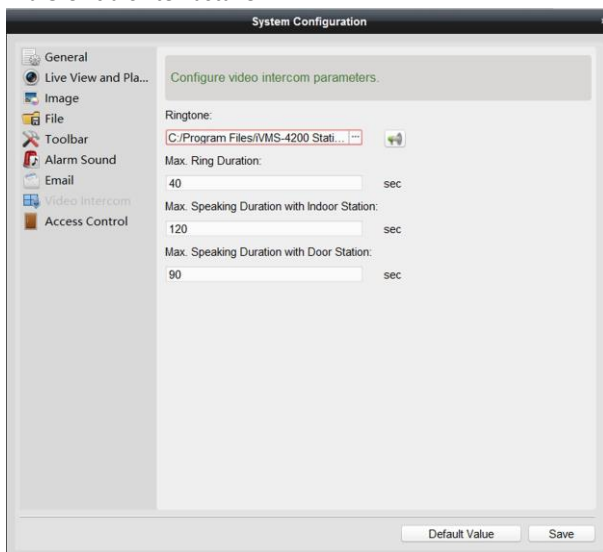 System Configuration
General
Live View and Pla...
Image
File
Toolbar
Alarm Sound
Email
Video Intercom
Access Control
Configure video intercom parameters.
Ringtone:
C:/Program Files/iVMS-4200 Stati... ...
Max. Ring Duration:
40 sec
Max. Speaking Duration with Indoor Station:
120 sec
Max. Speaking Duration with Door Station:
90 sec
Default Value Save